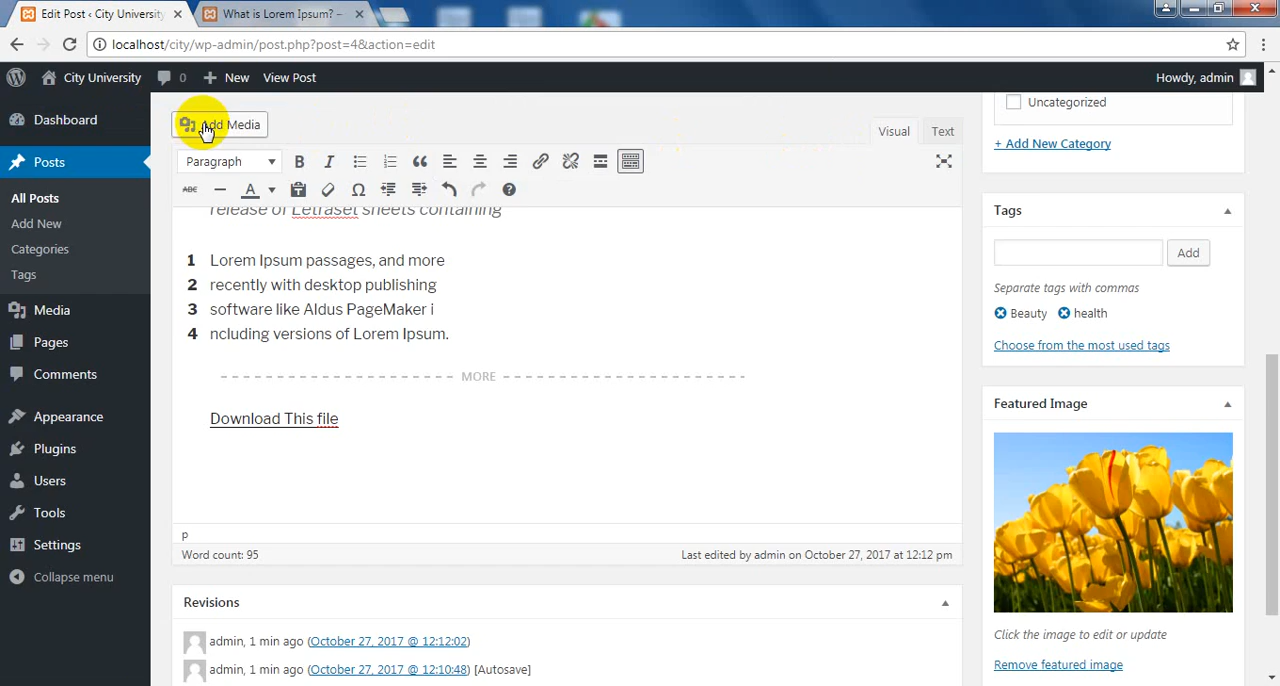 Edit Post ‹ City University
What is Lorem Ipsum? –
localhost/city/wp-admin/post.php?post=4&action=edit
City University
0
New
View Post
Howdy, admin
Dashboard
Posts
All Posts
Add New
Categories
Tags
Media
Pages
Comments
Appearance
Plugins
Users
Tools
Settings
Collapse menu
Add Media
Visual
Text
Paragraph
B
I
ABC
A
release of Letraset sheets containing
1 Lorem Ipsum passages, and more
2 recently with desktop publishing
3 software like Aldus PageMaker i
4 ncluding versions of Lorem Ipsum.
MORE
Download This file
p
Word count: 95
Last edited by admin on October 27, 2017 at 12:12 pm
Revisions
admin, 1 min ago (October 27, 2017 @ 12:12:02)
admin, 1 min ago (October 27, 2017 @ 12:10:48) [Autosave]
Uncategorized
+ Add New Category
Tags
Add
Separate tags with commas
Beauty
health
Choose from the most used tags
Featured Image
Click the image to edit or update
Remove featured image